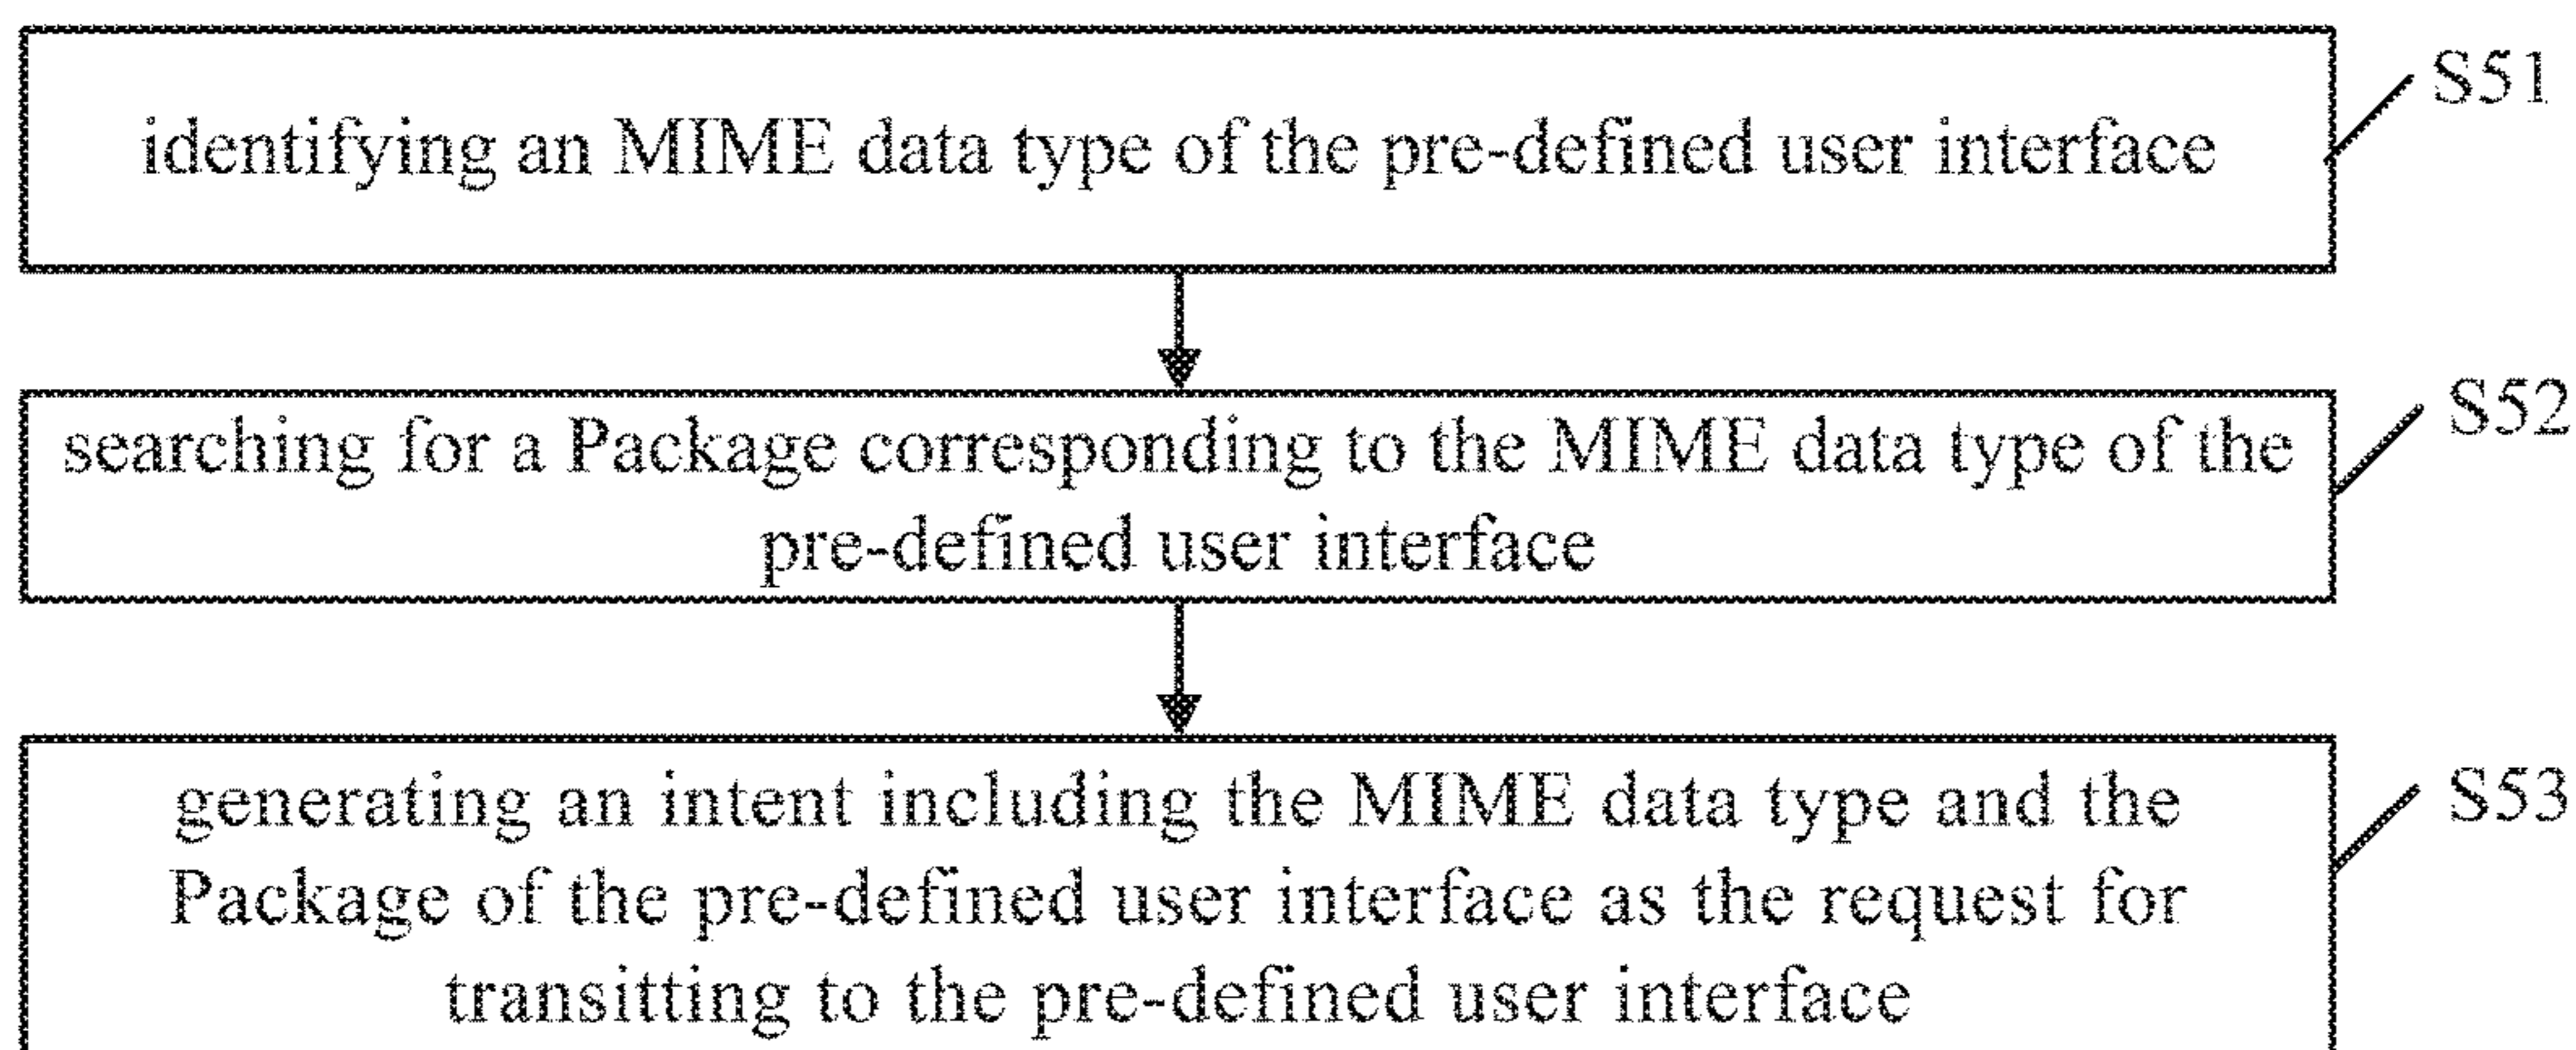 identifying an MIME data type of the pre-defined user interface
S51
searching for a Package corresponding to the MIME data type of the
pre-defined user interface
S52
generating an intent including the MIME data type and the
Package of the pre-defined user interface as the request for
transitting to the pre-defined user interface
S53